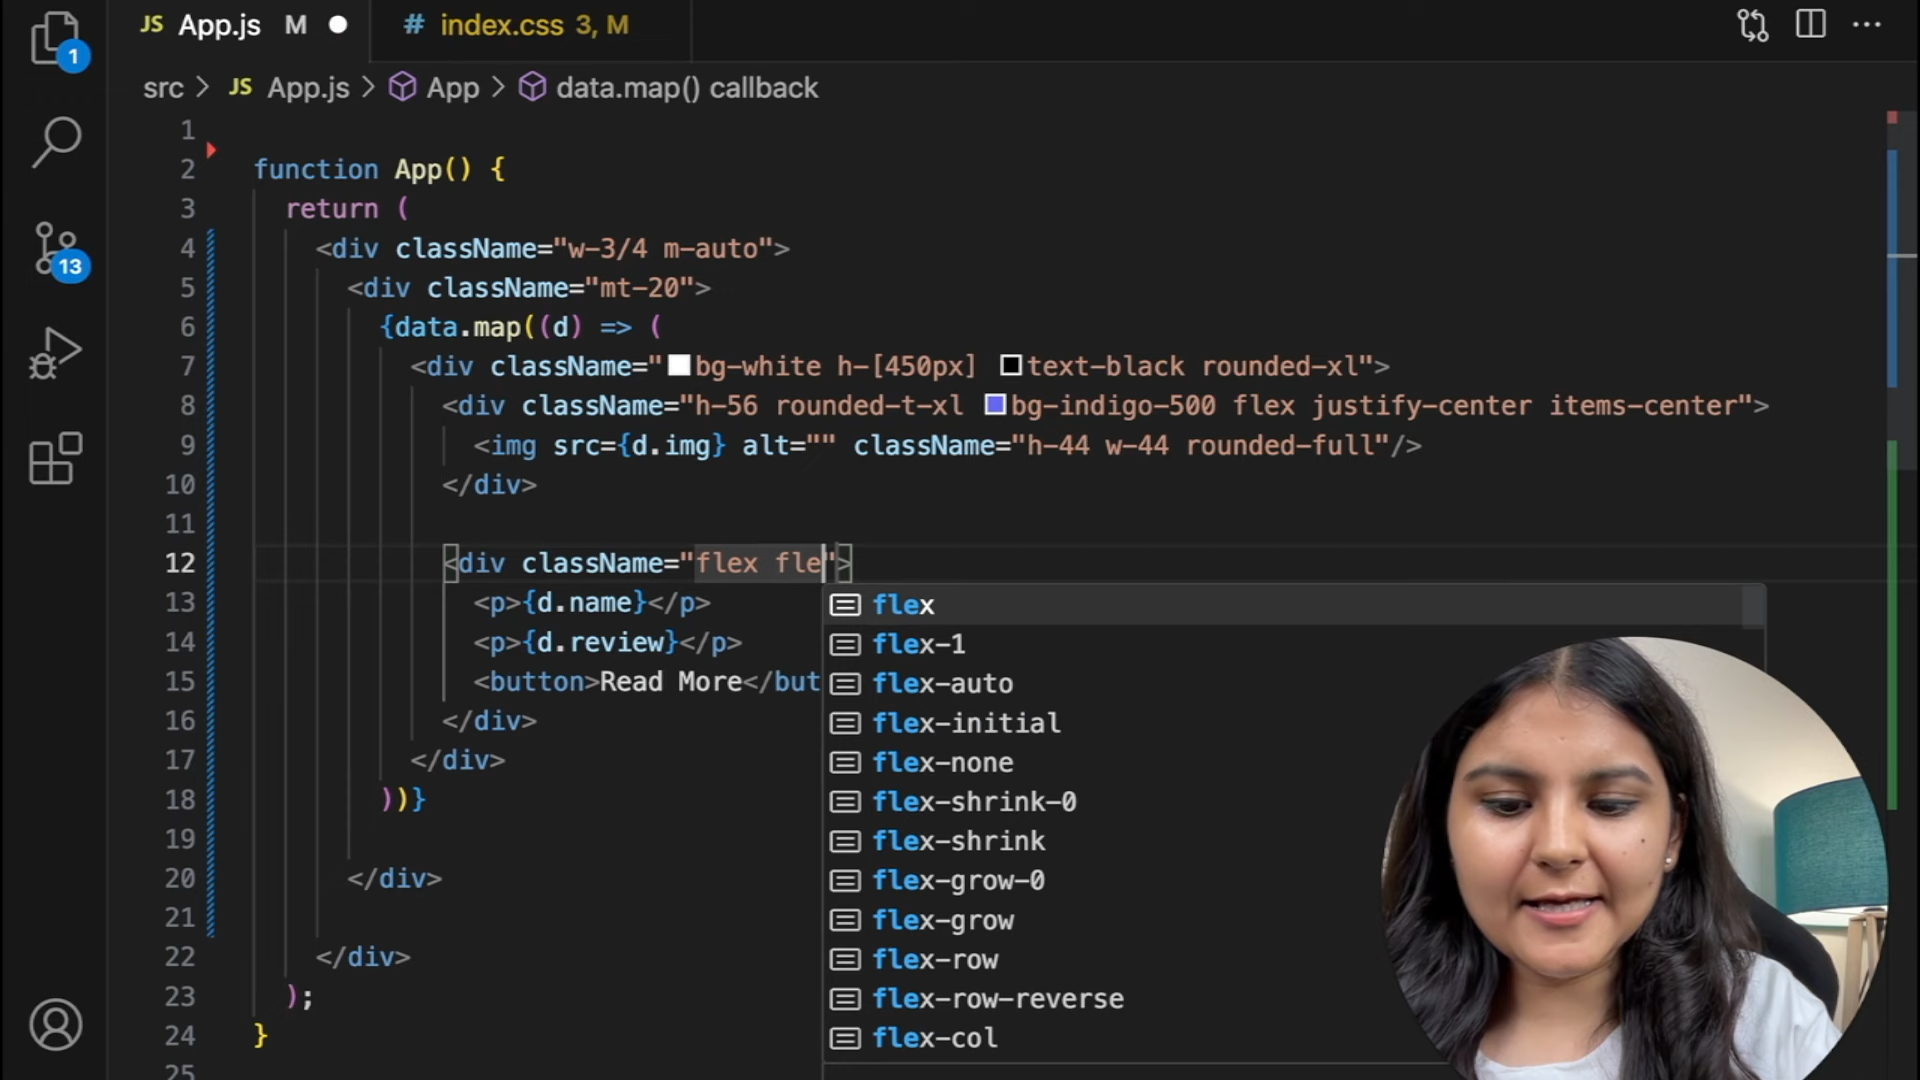 1
JS App.js M
# index.css 3, M
src > JS App.js > App > data.map() callback
1
2 function App() {
3 return (
4 <div className="w-3/4 m-auto">
5 <div className="mt-20">
6 {data.map((d) => (
7 <div className="bg-white h-[450px] text-black rounded-xl">
8 <div className="h-56 rounded-t-xl bg-indigo-500 flex justify-center items-center">
9 <img src={d.img} alt="" className="h-44 w-44 rounded-full"/>
10 </div>
11
12 <div className="flex fle">
13 <p>{d.name}</p>
14 <p>{d.review}</p>
15 <button>Read More</but
16 </div>
17 </div>
18 ))}
19
20 </div>
21
22 </div>
23 );
24 }
25
flex
flex-1
flex-auto
flex-initial
flex-none
flex-shrink-0
flex-shrink
flex-grow-0
flex-grow
flex-row
flex-row-reverse
flex-col
13